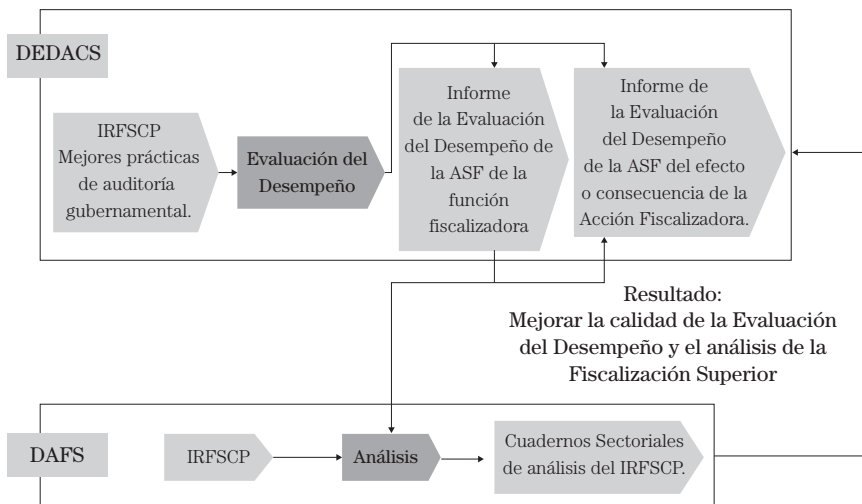 DEDACS
IRFSCP
Mejores prácticas
de auditoría
gubernamental.
Evaluación del
Desempeño
Informe
de la Evaluación
del Desempeño de
la ASF de la
función
fiscalizadora
Informe de
la Evaluación
del Desempeño
de la ASF del efecto
o consecuencia de la
Acción Fiscalizadora.
Resultado:
Mejorar la calidad de la Evaluación
del Desempeño y el análisis de la
Fiscalización Superior
DAFS
IRFSCP
Análisis
Cuadernos Sectoriales
de análisis del IRFSCP.